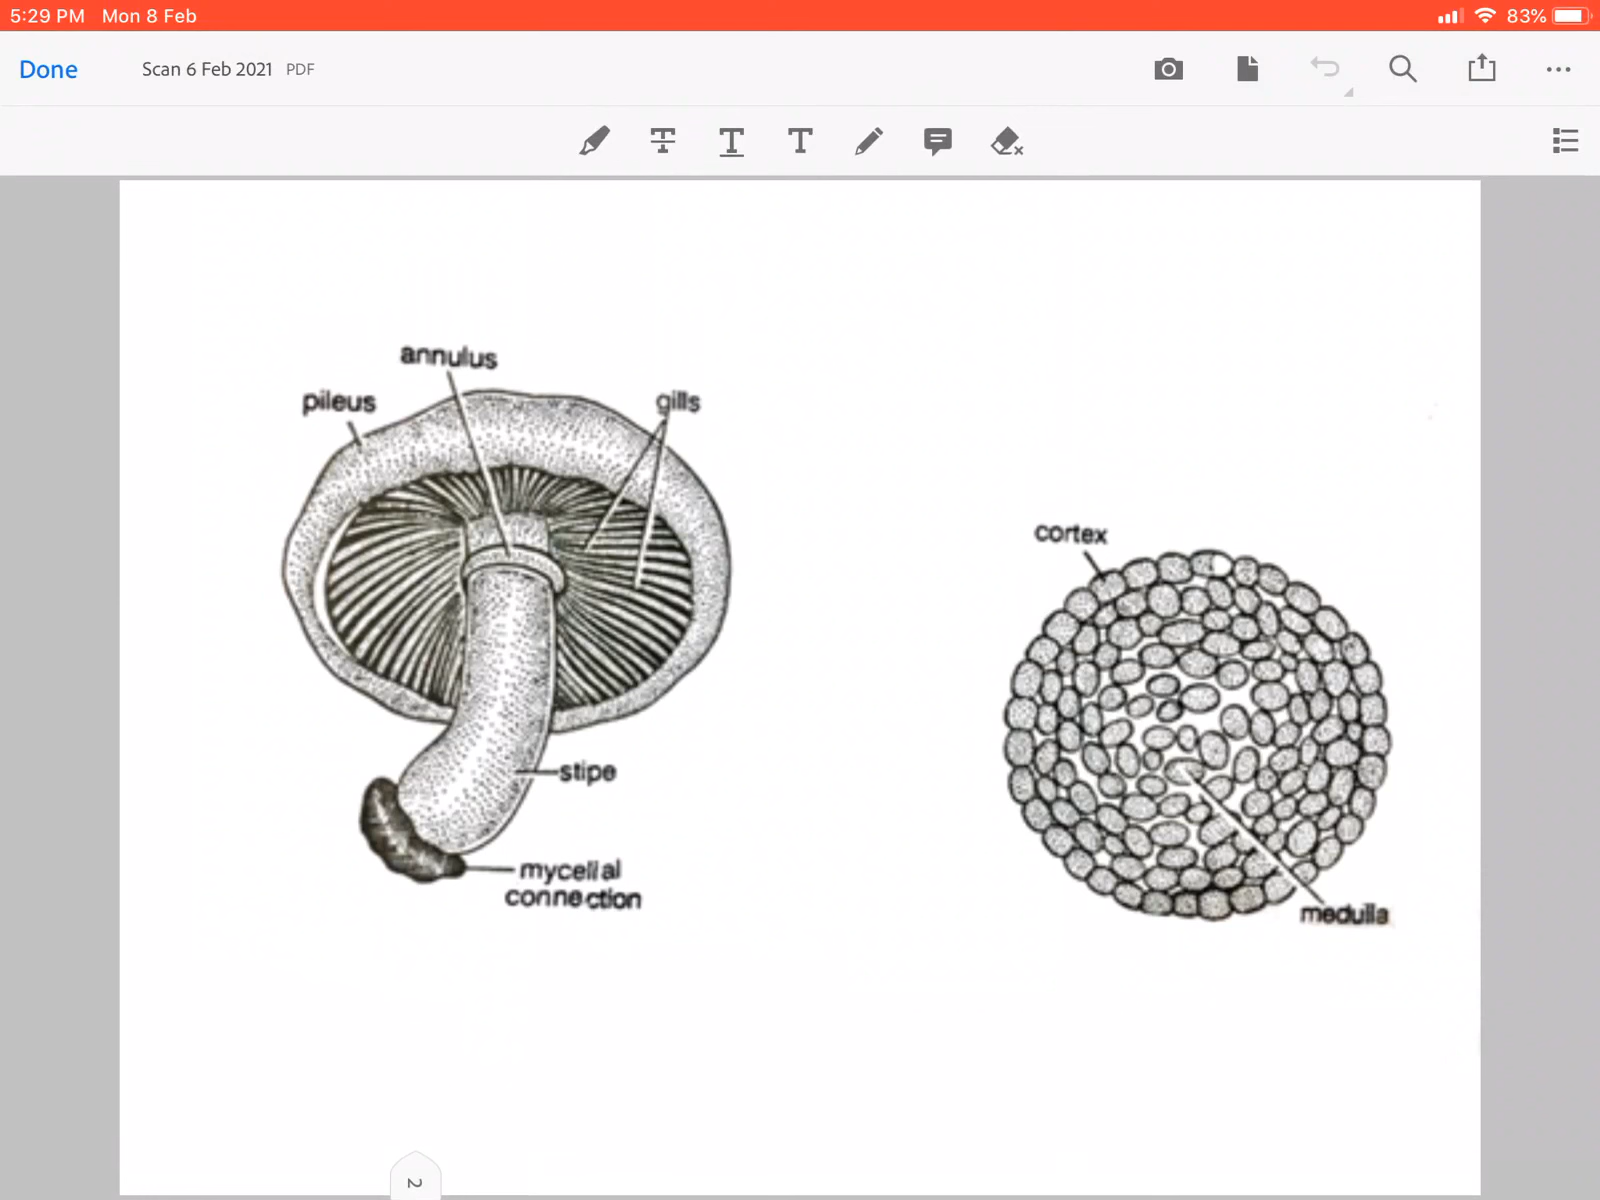 5:29 PM Mon 8 Feb
83%
Done
Scan 6 Feb 2021 PDF
annulus
pileus
gills
cortex
stipe
mycelial
connection
medulla
2